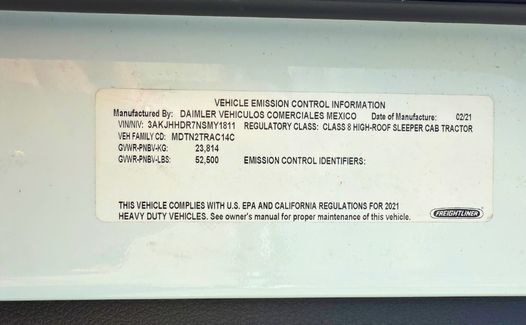 VEHICLE EMISSION CONTROL INFORMATION
Manufactured By: DAIMLER VEHICULOS COMERCIALES MEXICO Date of Manufacture: 02/21
VIN/NIV: 3AKJHHDR7NSMY1811 REGULATORY CLASS: CLASS 8 HIGH-ROOF SLEEPER CAB TRACTOR
VEH FAMILY CD: MDTN2TRAC14C
GVWR-PNBV-KG: 23,814
GVWR-PNBV-LBS: 52,500 EMISSION CONTROL IDENTIFIERS:
THIS VEHICLE COMPLIES WITH U.S. EPA AND CALIFORNIA REGULATIONS FOR 2021
HEAVY DUTY VEHICLES. See owner's manual for proper maintenance of this vehicle.
FREIGHTLINER